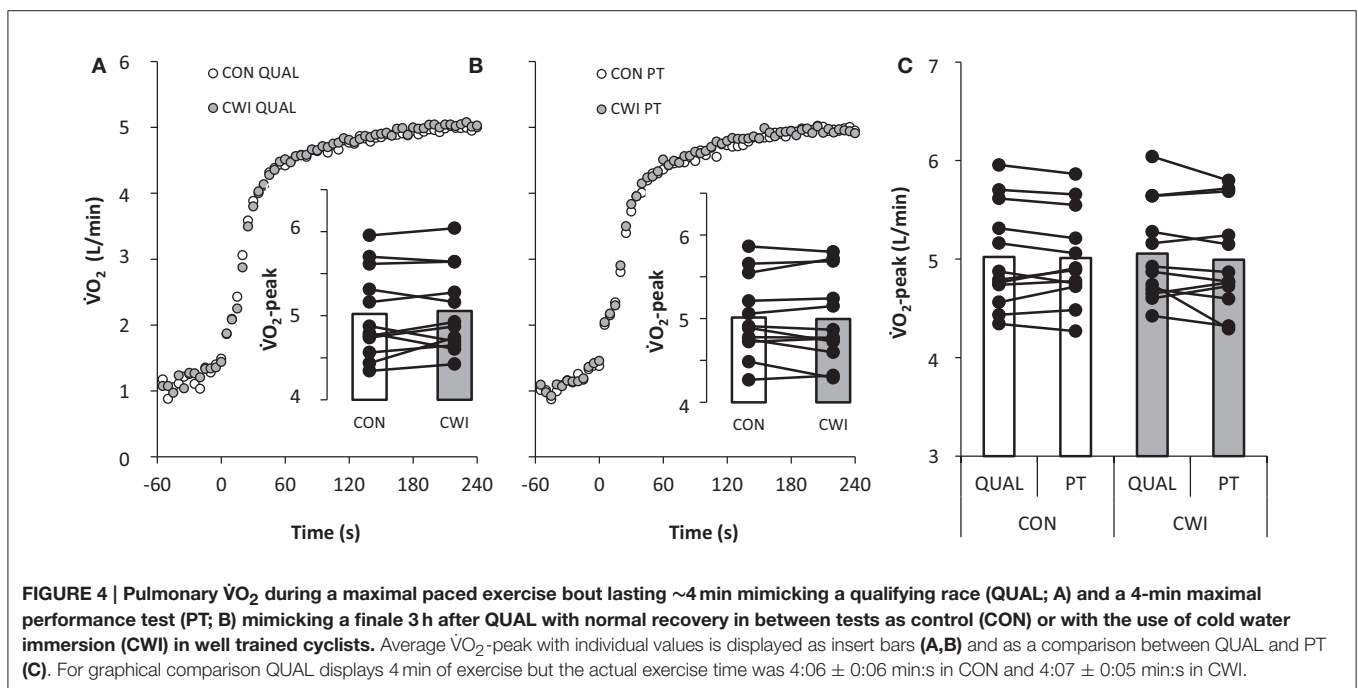 A
CON QUAL
CWI QUAL
V̇O₂ (L/min)
6
5
4
3
2
1
0
-60 0 60 120 180 240
Time (s)
V̇O₂-peak
6
5
4
CON CWI
B
CON PT
CWI PT
-60 0 60 120 180 240
Time (s)
V̇O₂-peak
6
5
4
CON CWI
C
V̇O₂-peak (L/min)
7
6
5
4
3
QUAL PT QUAL PT
CON CWI
FIGURE 4 | Pulmonary V̇O₂ during a maximal paced exercise bout lasting ~4 min mimicking a qualifying race (QUAL; A) and a 4-min maximal
performance test (PT; B) mimicking a finale 3 h after QUAL with normal recovery in between tests as control (CON) or with the use of cold water
immersion (CWI) in well trained cyclists. Average V̇O₂-peak with individual values is displayed as insert bars (A,B) and as a comparison between QUAL and PT
(C). For graphical comparison QUAL displays 4 min of exercise but the actual exercise time was 4:06 ± 0:06 min:s in CON and 4:07 ± 0:05 min:s in CWI.